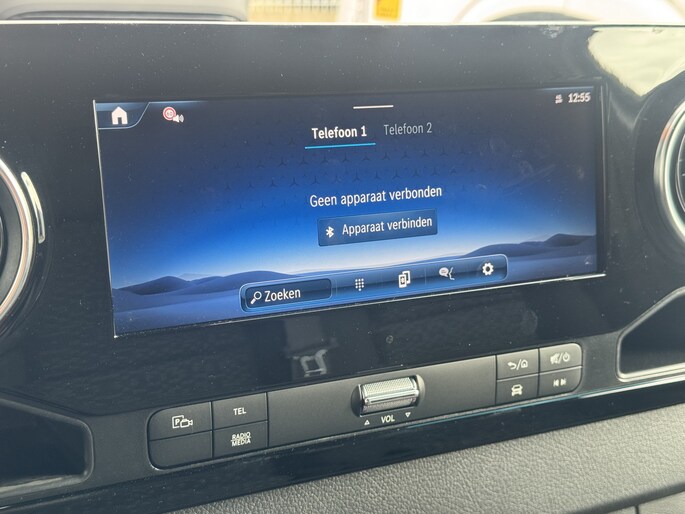 12:55
Telefoon 1 Telefoon 2
Geen apparaat verbonden
Apparaat verbinden
Zoeken
P
TEL
RADIO
MEDIA
VOL